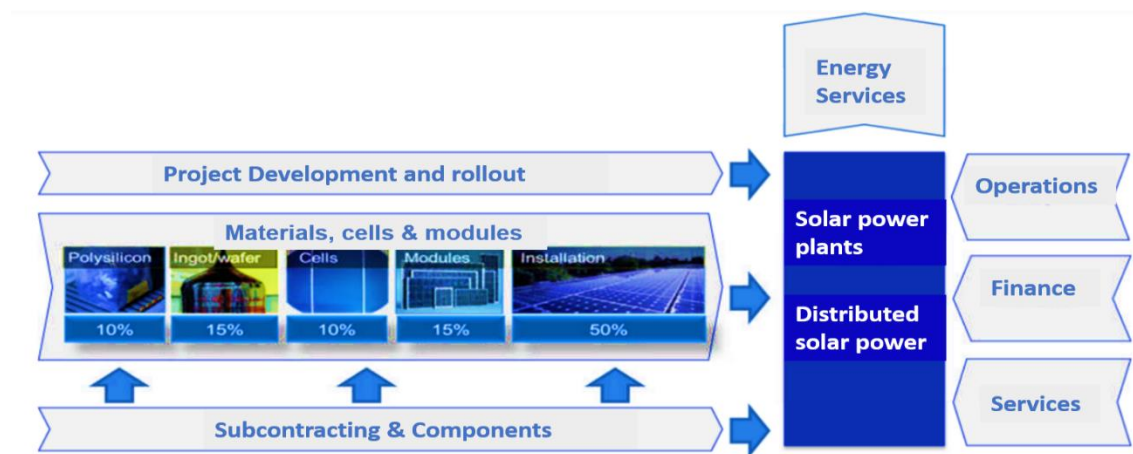 Energy
Services
Project Development and rollout
Operations
Materials, cells & modules
Polysilicon
Ingot/wafer
Cells
Modules
Installation
10%
15%
10%
15%
50%
Solar power
plants
Distributed
solar power
Finance
Subcontracting & Components
Services